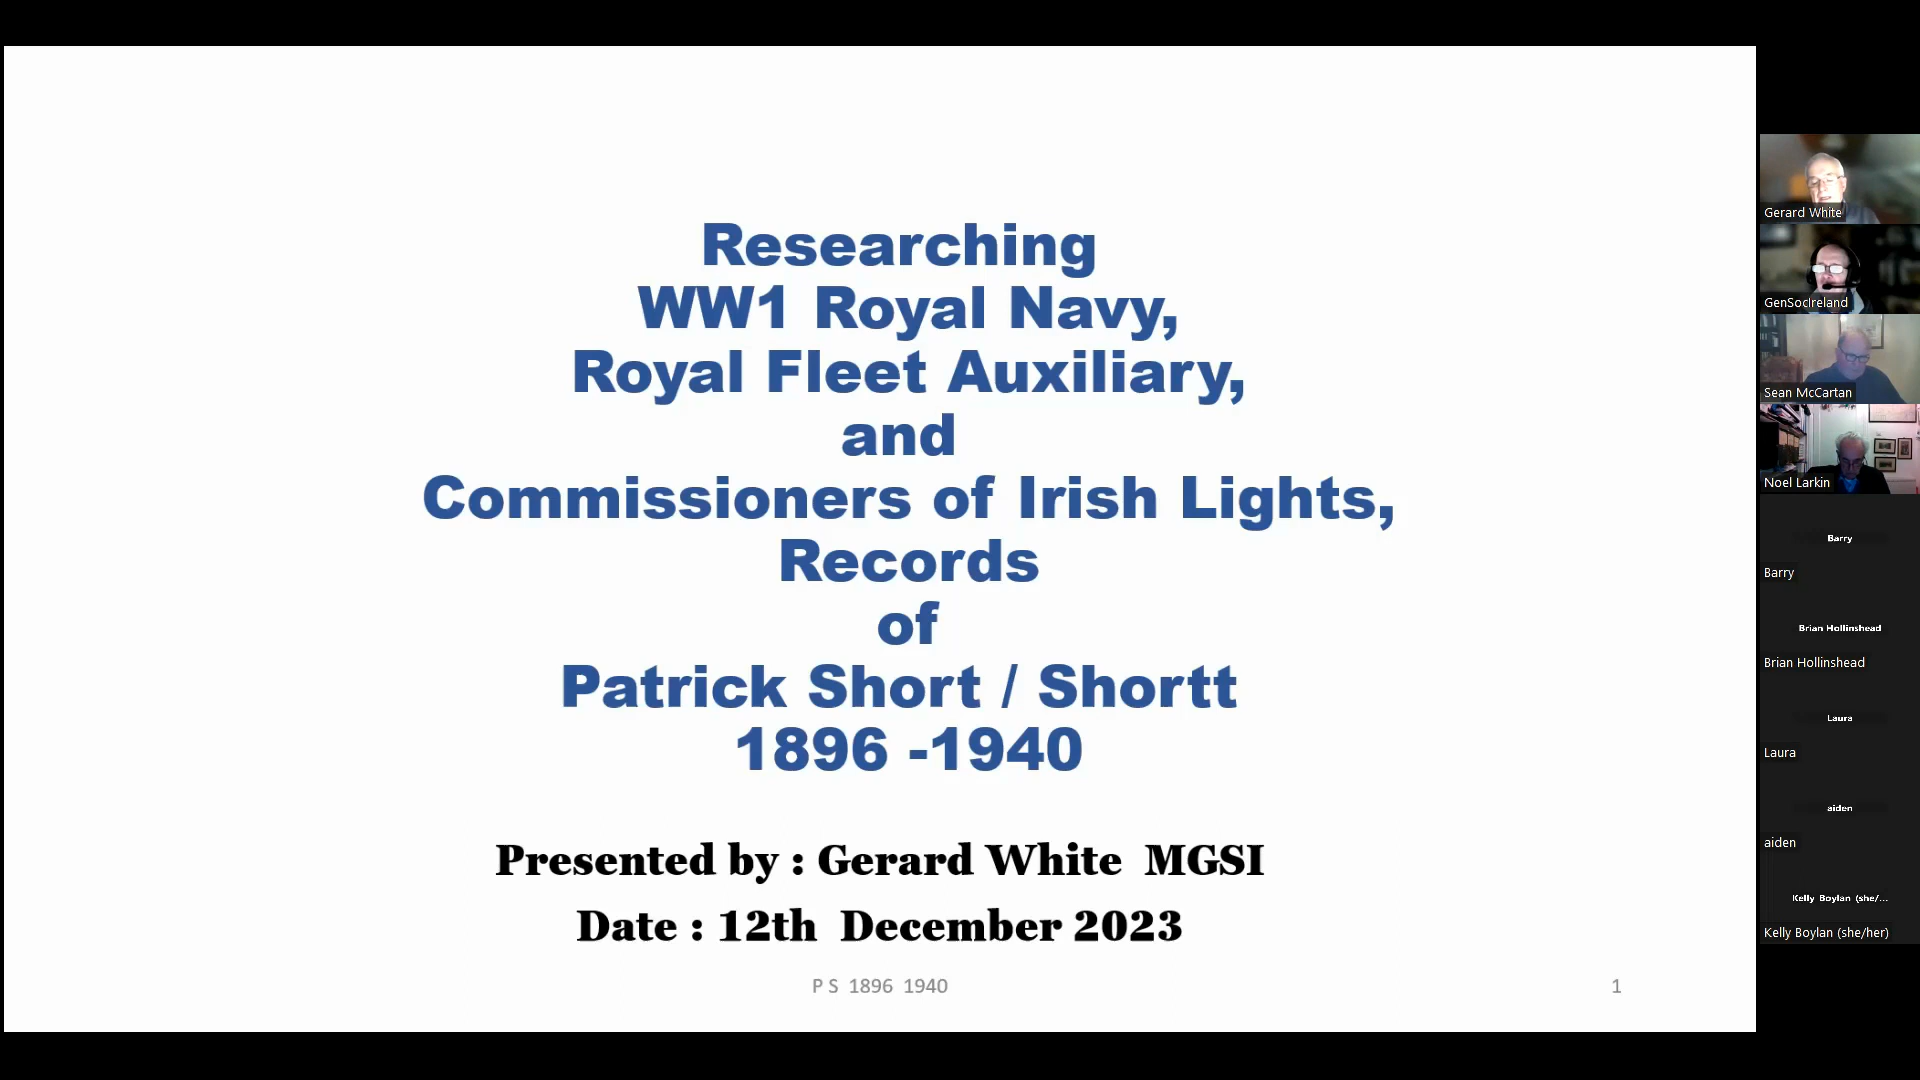 Researching
WW1 Royal Navy,
Royal Fleet Auxiliary,
and
Commissioners of Irish Lights,
Records
of
Patrick Short / Shortt
1896 -1940
Presented by : Gerard White MGSI
Date : 12th December 2023
P S 1896 1940
1
Gerard White
GenSocIreland
Sean McCartan
Noel Larkin
Barry
Barry
Brian Hollinshead
Brian Hollinshead
Laura
Laura
aiden
aiden
Kelly Boylan (she/...
Kelly Boylan (she/her)